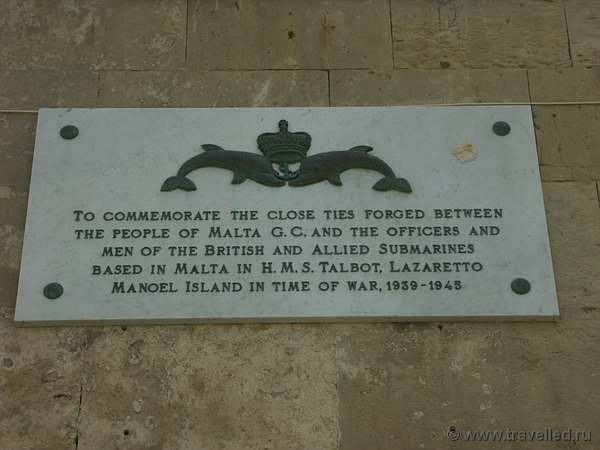 TO COMMEMORATE THE CLOSE TIES FORGED BETWEEN
THE PEOPLE OF MALTA G.C. AND THE OFFICERS AND
MEN OF THE BRITISH AND ALLIED SUBMARINES
BASED IN MALTA IN H.M.S. TALBOT, LAZARETTO
MANOEL ISLAND IN TIME OF WAR, 1939-1945
©www.travelled.ru